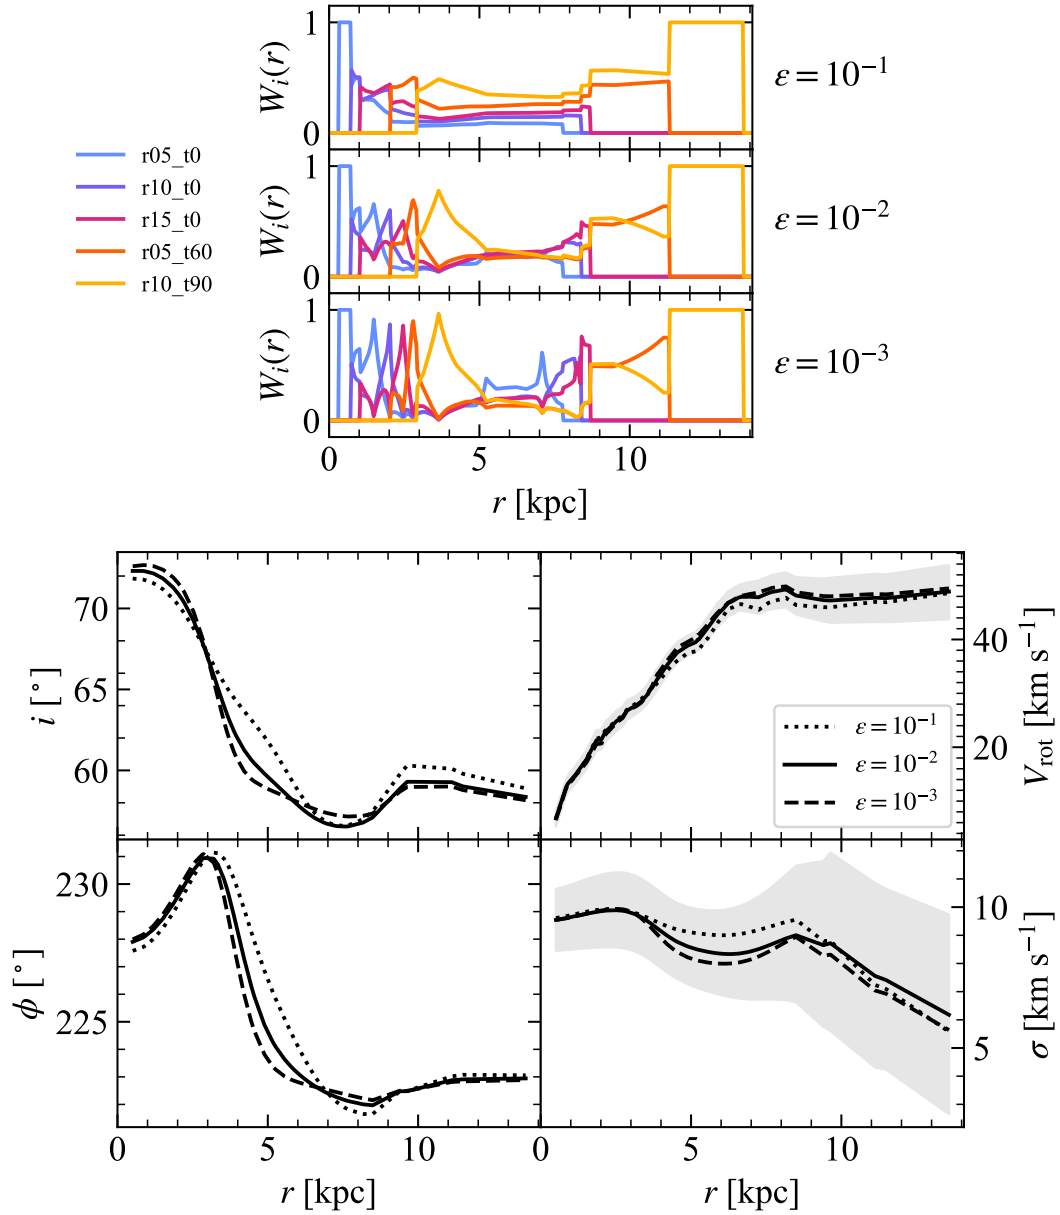 1
W_i(r)
0
ε = 10⁻¹
r05_t0
r10_t0
r15_t0
r05_t60
r10_t90
1
W_i(r)
0
ε = 10⁻²
1
W_i(r)
0
ε = 10⁻³
0 5 10
r [kpc]
70
65
60
i [°]
40
20
V_rot [km s⁻¹]
ε = 10⁻¹
ε = 10⁻²
ε = 10⁻³
230
225
ϕ [°]
10
5
σ [km s⁻¹]
0 5 10
5 10
r [kpc]
r [kpc]